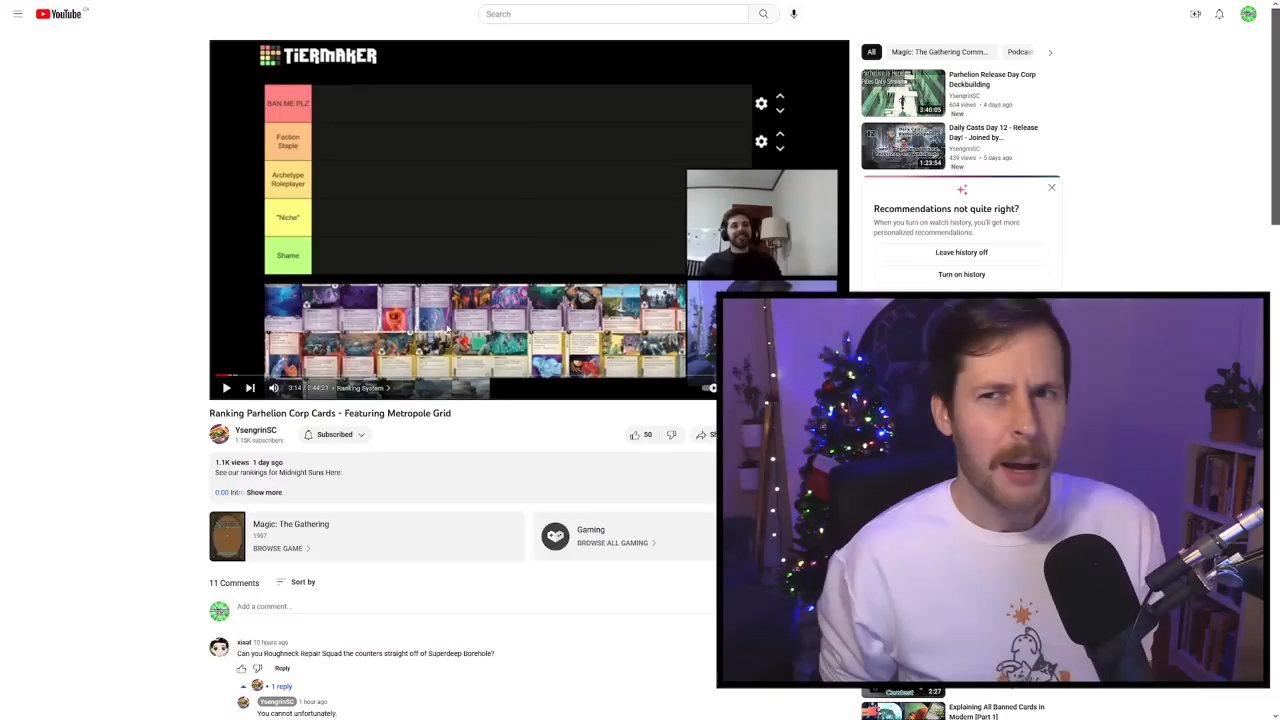 YouTube
CA
Search
TIERMAKER
BAN ME PLZ
Faction
Staple
Archetype
Roleplayer
"Niche"
Shame
3:14 / 2:44:21 • Ranking System
Ranking Parhelion Corp Cards - Featuring Metropole Grid
YsengrinSC
1.15K subscribers
Subscribed
50
Sh
1.1K views 1 day ago
See our rankings for Midnight Suns Here:
0:00 Intro Show more
Magic: The Gathering
1997
BROWSE GAME
Gaming
BROWSE ALL GAMING
11 Comments
Sort by
Add a comment...
xiaat 10 hours ago
Can you Roughneck Repair Squad the counters straight off of Superdeep Borehole?
Reply
1 reply
YsengrinSC 1 hour ago
You cannot unfortunately.
All
Magic: The Gathering Comm...
Podcas
Parhelion Release Day Corp
Deckbuilding
YsengrinSC
604 views • 4 days ago
New
3:40:05
Daily Casts Day 12 - Release
Day! - Joined by...
YsengrinSC
439 views • 5 days ago
New
1:23:54
Recommendations not quite right?
When you turn on watch history, you'll get more
personalized recommendations.
Leave history off
Turn on history
2:27
Explaining All Banned Cards in
Modern [Part 1]